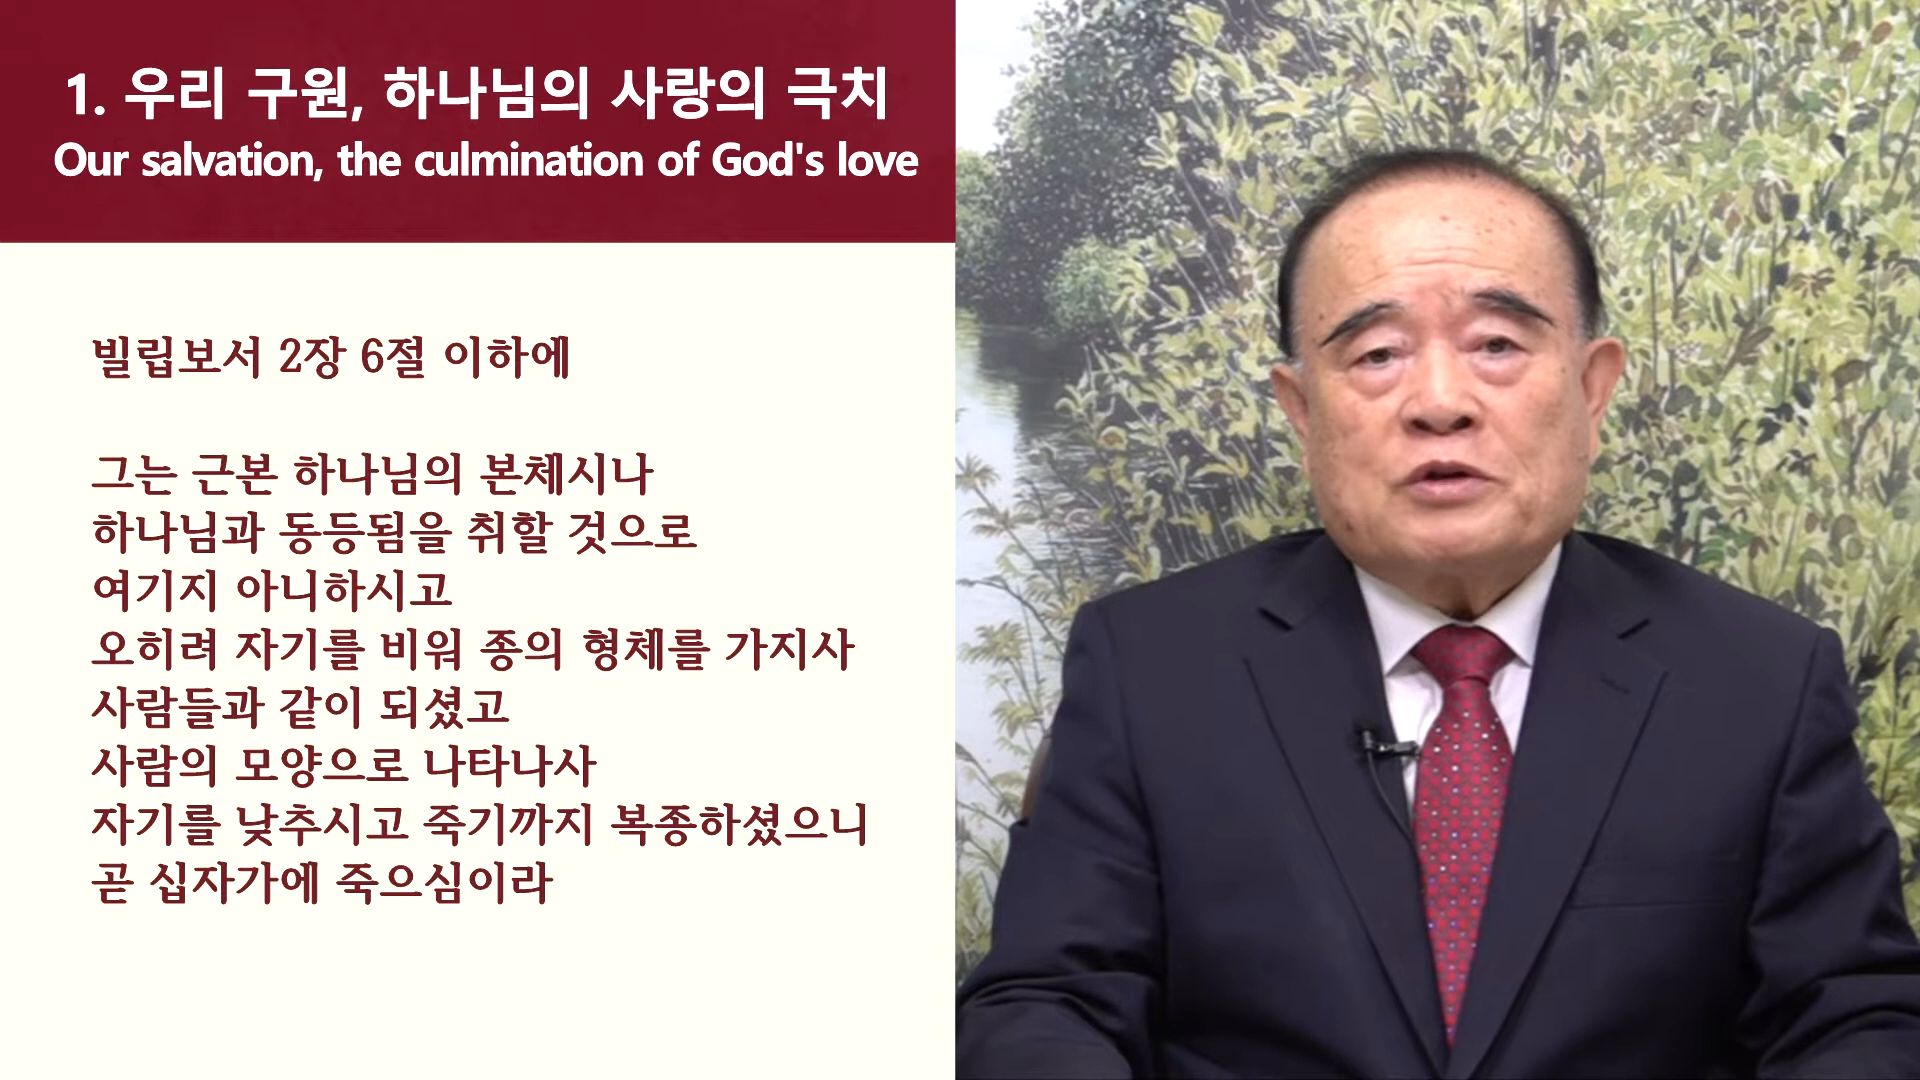 1. 우리 구원, 하나님의 사랑의 극치
Our salvation, the culmination of God's love
빌립보서 2장 6절 이하에
그는 근본 하나님의 본체시나
하나님과 동등됨을 취할 것으로
여기지 아니하시고
오히려 자기를 비워 종의 형체를 가지사
사람들과 같이 되셨고
사람의 모양으로 나타나사
자기를 낮추시고 죽기까지 복종하셨으니
곧 십자가에 죽으심이라